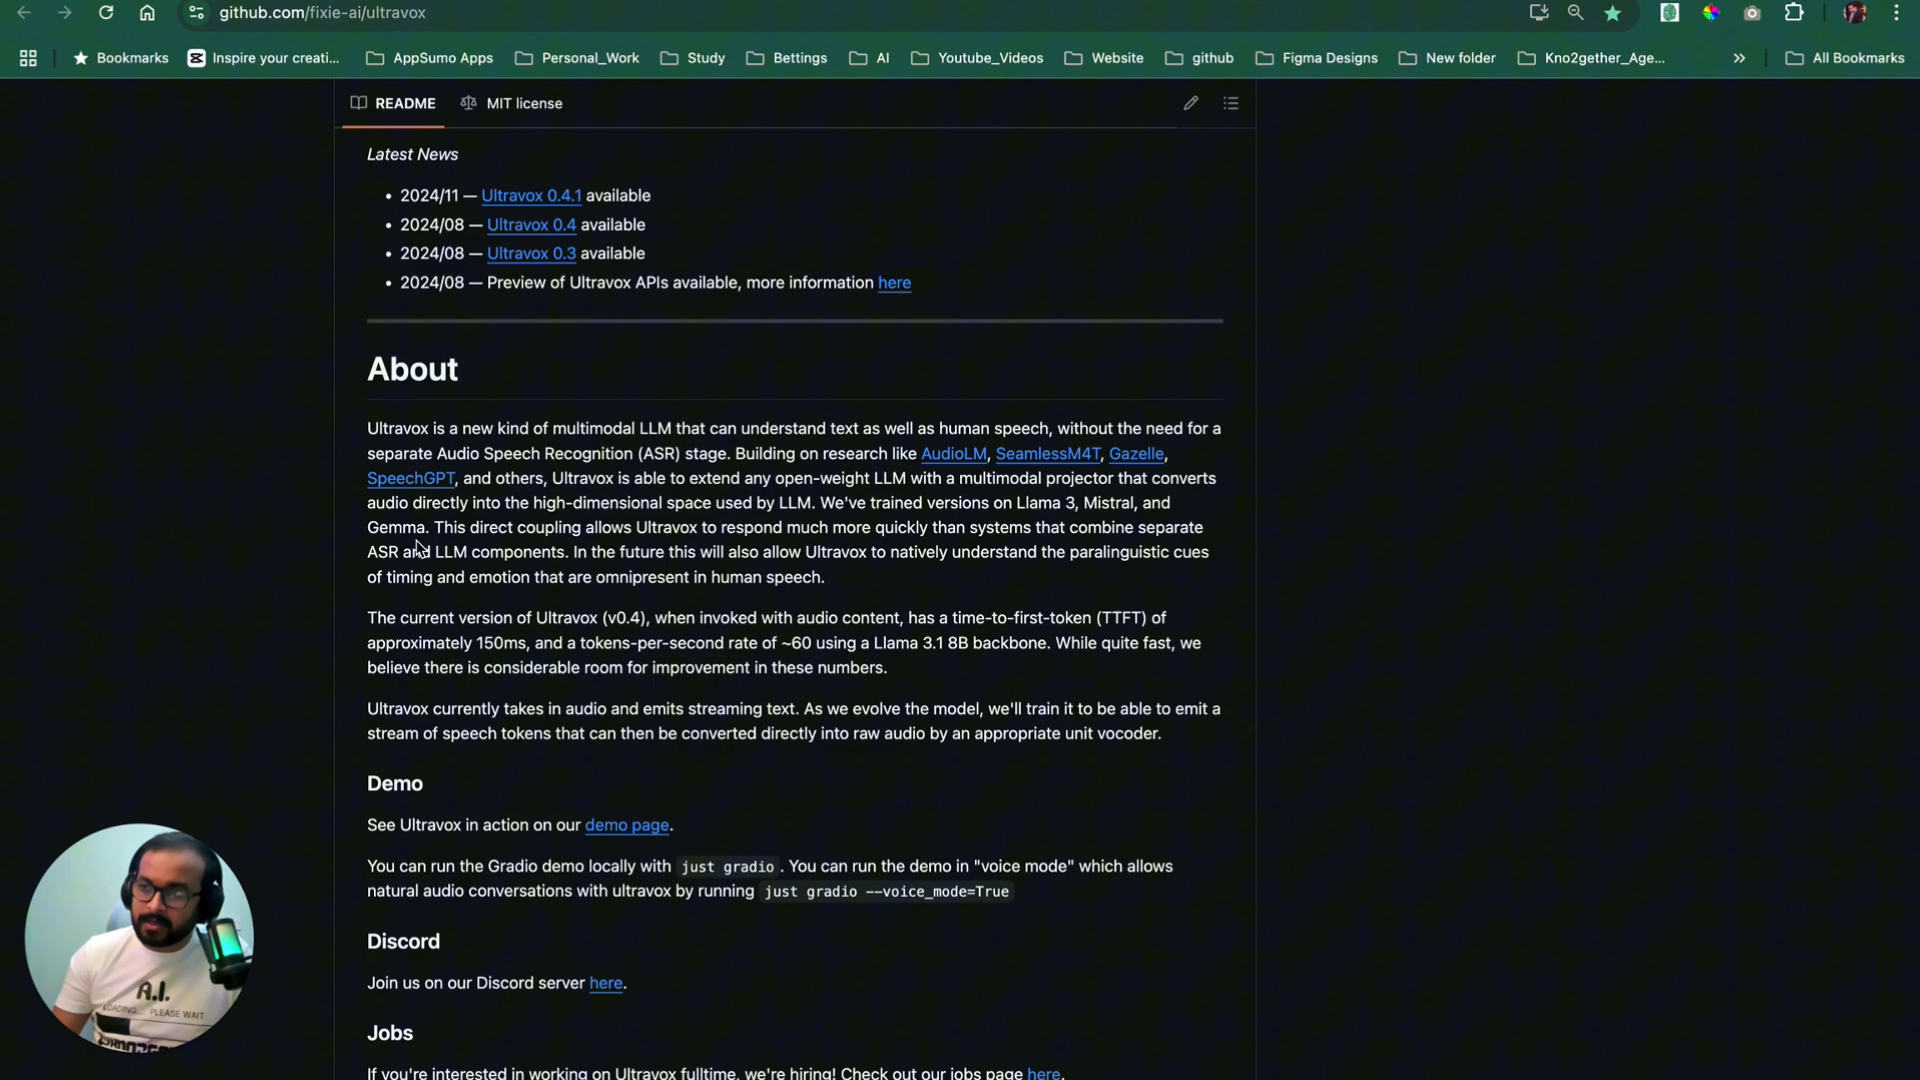 github.com/fixie-ai/ultravox
Bookmarks
Inspire your creati...
AppSumo Apps
Personal_Work
Study
Bettings
AI
Youtube_Videos
Website
github
Figma Designs
New folder
Kno2gether_Age...
»
All Bookmarks
README
MIT license
Latest News
• 2024/11 — Ultravox 0.4.1 available
• 2024/08 — Ultravox 0.4 available
• 2024/08 — Ultravox 0.3 available
• 2024/08 — Preview of Ultravox APIs available, more information here
About
Ultravox is a new kind of multimodal LLM that can understand text as well as human speech, without the need for a
separate Audio Speech Recognition (ASR) stage. Building on research like AudioLM, SeamlessM4T, Gazelle,
SpeechGPT, and others, Ultravox is able to extend any open-weight LLM with a multimodal projector that converts
audio directly into the high-dimensional space used by LLM. We've trained versions on Llama 3, Mistral, and
Gemma. This direct coupling allows Ultravox to respond much more quickly than systems that combine separate
ASR and LLM components. In the future this will also allow Ultravox to natively understand the paralinguistic cues
of timing and emotion that are omnipresent in human speech.
The current version of Ultravox (v0.4), when invoked with audio content, has a time-to-first-token (TTFT) of
approximately 150ms, and a tokens-per-second rate of ~60 using a Llama 3.1 8B backbone. While quite fast, we
believe there is considerable room for improvement in these numbers.
Ultravox currently takes in audio and emits streaming text. As we evolve the model, we'll train it to be able to emit a
stream of speech tokens that can then be converted directly into raw audio by an appropriate unit vocoder.
Demo
See Ultravox in action on our demo page.
You can run the Gradio demo locally with just gradio. You can run the demo in "voice mode" which allows
natural audio conversations with ultravox by running just gradio --voice_mode=True
Discord
Join us on our Discord server here.
Jobs
If you're interested in working on Ultravox fulltime, we're hiring! Check out our jobs page here.
A.I.
LOADING... PLEASE WAIT